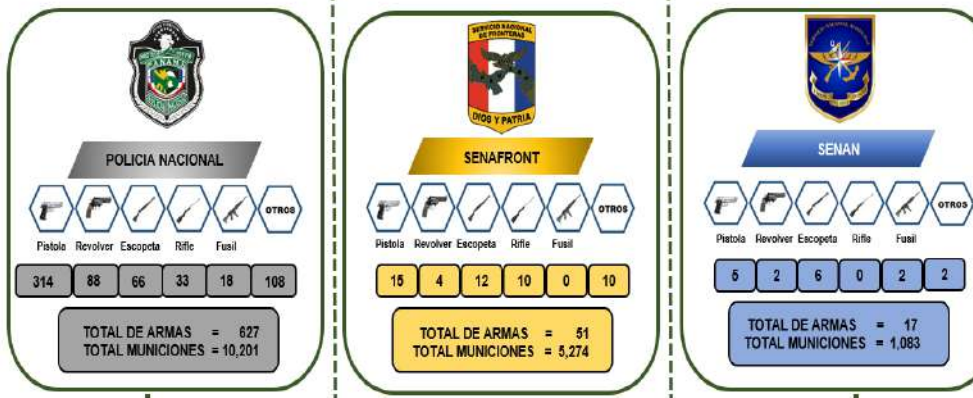 PANAMA
POLICIA NACIONAL
OTROS
Pistola Revolver Escopeta Rifle Fusil
314 88 66 33 18 108
TOTAL DE ARMAS = 627
TOTAL MUNICIONES = 10,201
SERVICIO NACIONAL
DE FRONTERAS
DIOS Y PATRIA
SENAFRONT
OTROS
Pistola Revolver Escopeta Rifle Fusil
15 4 12 10 0 10
TOTAL DE ARMAS = 51
TOTAL MUNICIONES = 5,274
SENAN
OTROS
Pistola Revolver Escopeta Rifle Fusil
5 2 6 0 2 2
TOTAL DE ARMAS = 17
TOTAL MUNICIONES = 1,083